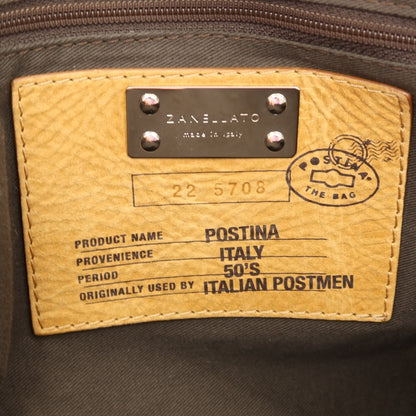 ZANELLATO
made in Italy
22 5708
POSTINA®
THE BAG
PRODUCT NAME POSTINA
PROVENIENCE ITALY
PERIOD 50'S
ORIGINALLY USED BY ITALIAN POSTMEN